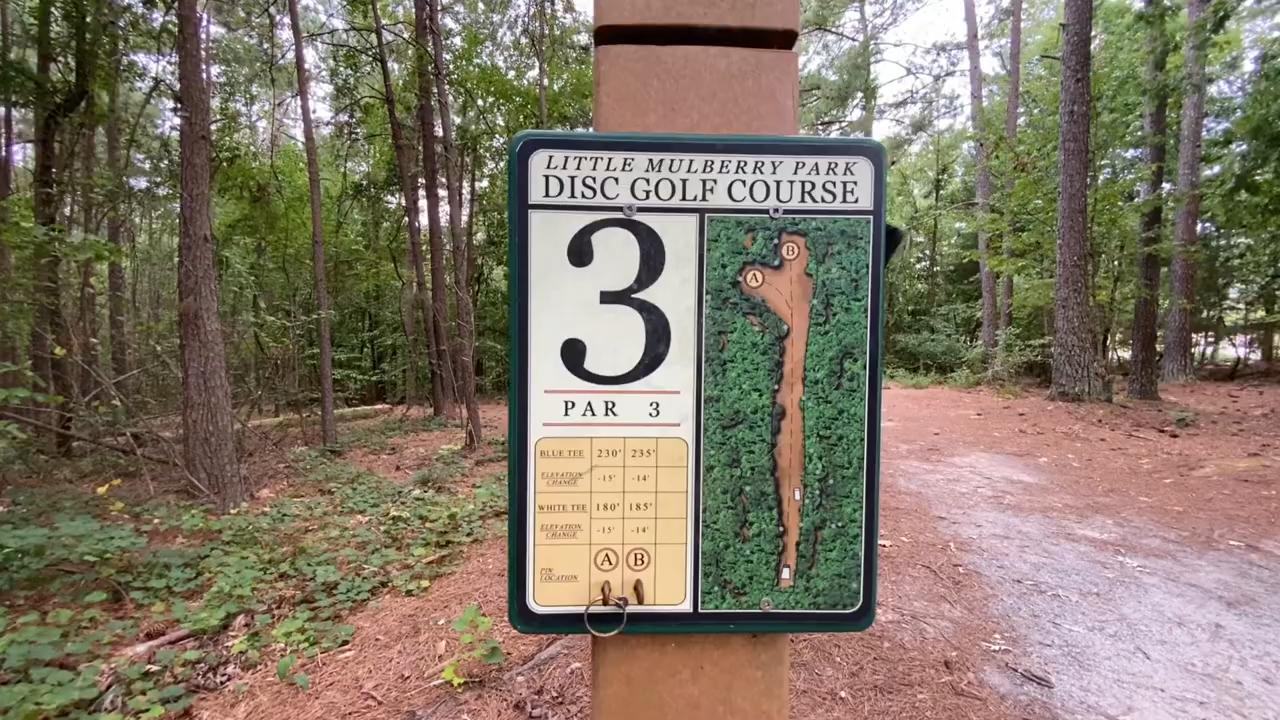 LITTLE MULBERRY PARK
DISC GOLF COURSE
3
PAR 3
BLUE TEE 230' 235'
ELEVATION CHANGE -15' -14'
WHITE TEE 180' 185'
ELEVATION CHANGE -15' -14'
PIN LOCATION A B
B
A